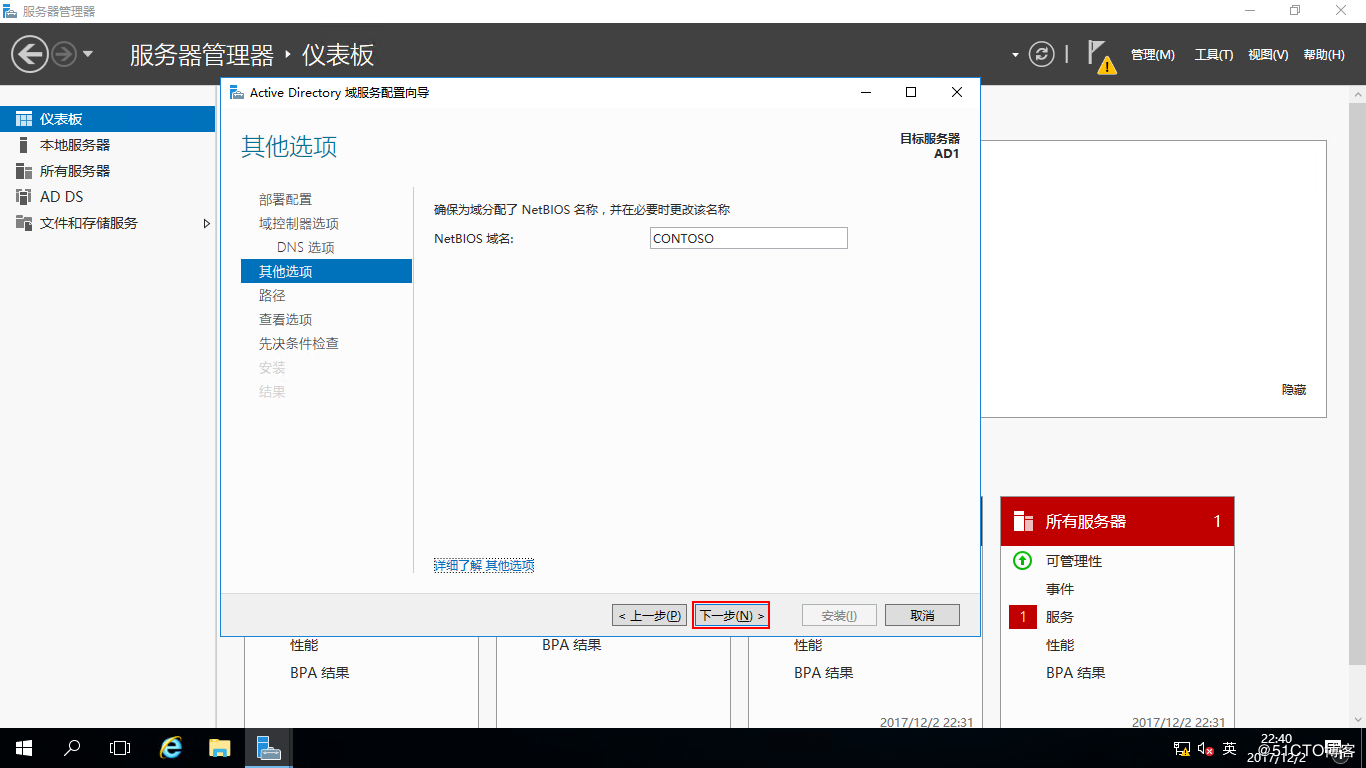 服务器管理器
服务器管理器 ‣ 仪表板
管理(M) 工具(T) 视图(V) 帮助(H)
仪表板
本地服务器
所有服务器
AD DS
文件和存储服务
Active Directory 域服务配置向导
其他选项
目标服务器
AD1
部署配置
域控制器选项
DNS 选项
其他选项
路径
查看选项
先决条件检查
安装
结果
确保为域分配了 NetBIOS 名称，并在必要时更改该名称
NetBIOS 域名: CONTOSO
详细了解 其他选项
< 上一步(P) 下一步(N) > 安装(I) 取消
隐藏
所有服务器 1
可管理性
事件
1 服务
性能
BPA 结果
2017/12/2 22:31
性能
BPA 结果
BPA 结果
性能
BPA 结果
2017/12/2 22:31
英
22:40
2017/12/2
@51CTO博客